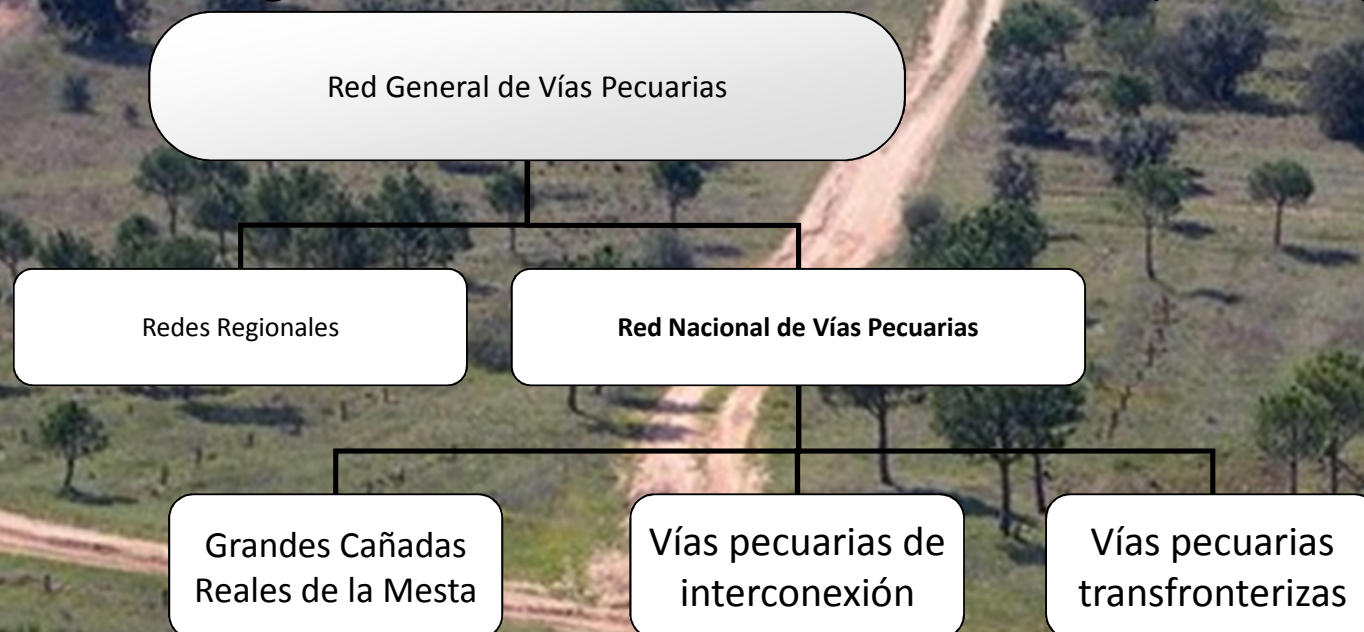 Red General de Vías Pecuarias
Redes Regionales
Red Nacional de Vías Pecuarias
Grandes Cañadas
Reales de la Mesta
Vías pecuarias de
interconexión
Vías pecuarias
transfronterizas